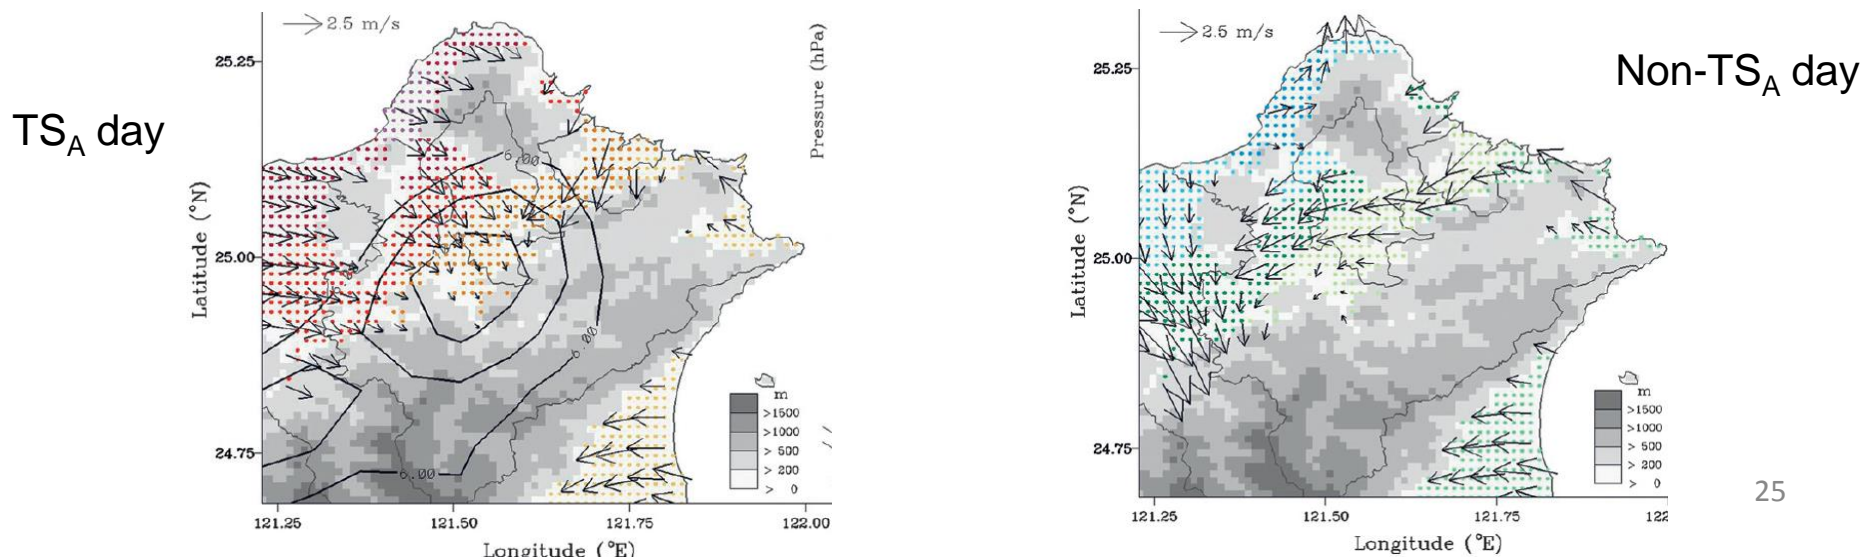 TSA day
2.5 m/s
Pressure (hPa)
25.25
25.00
24.75
Latitude (°N)
6.00
6.00
6.00
m
>1500
>1000
> 500
> 200
> 0
121.25
121.50
121.75
122.00
Longitude (°E)
Non-TSA day
2.5 m/s
25.25
25.00
24.75
Latitude (°N)
m
>1500
>1000
> 500
> 200
> 0
121.25
121.50
121.75
122
Longitude (°E)
25